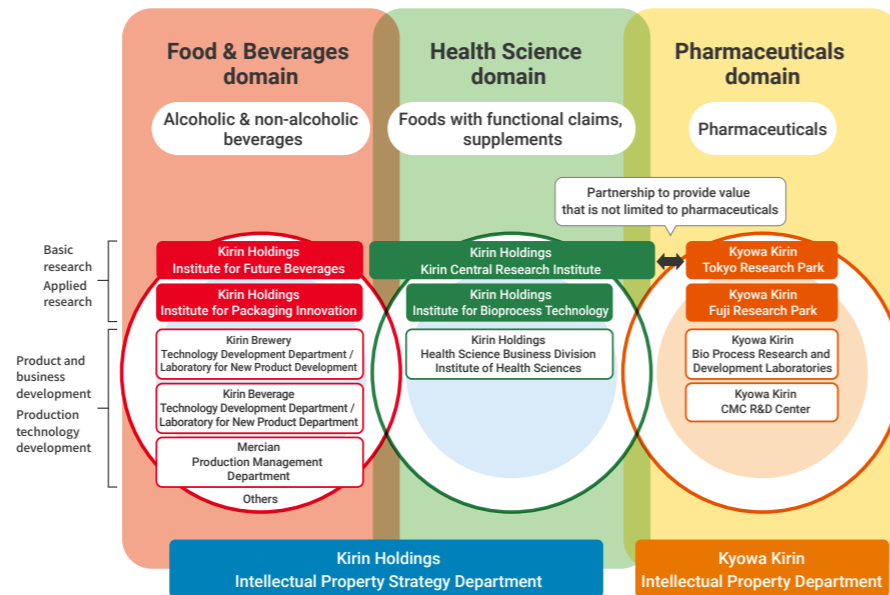 Food & Beverages
domain
Health Science
domain
Pharmaceuticals
domain
Alcoholic & non-alcoholic
beverages
Foods with functional claims,
supplements
Pharmaceuticals
Partnership to provide value
that is not limited to pharmaceuticals
Basic
research
Applied
research
Product and
business
development
Production
technology
development
Kirin Holdings
Institute for Future Beverages
Kirin Holdings
Institute for Packaging Innovation
Kirin Brewery
Technology Development Department /
Laboratory for New Product Development
Kirin Beverage
Technology Development Department /
Laboratory for New Product Department
Mercian
Production Management
Department
Others
Kirin Holdings
Kirin Central Research Institute
Kirin Holdings
Institute for Bioprocess Technology
Kirin Holdings
Health Science Business Division
Institute of Health Sciences
Kyowa Kirin
Tokyo Research Park
Kyowa Kirin
Fuji Research Park
Kyowa Kirin
Bio Process Research and
Development Laboratories
Kyowa Kirin
CMC R&D Center
Kirin Holdings
Intellectual Property Strategy Department
Kyowa Kirin
Intellectual Property Department